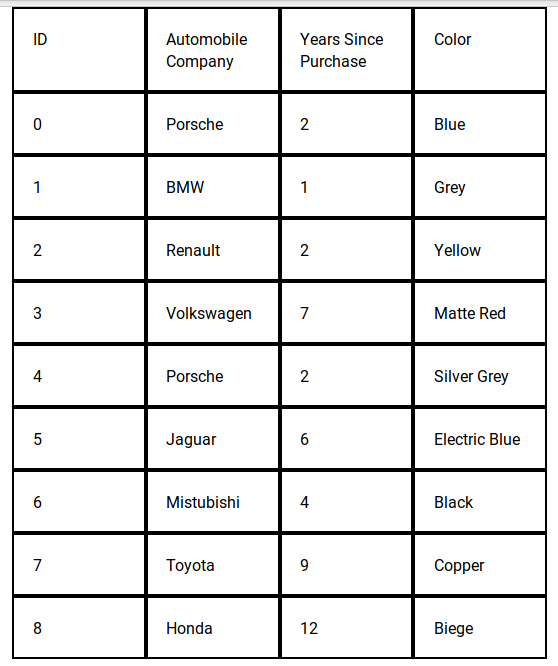 ID Automobile Company Years Since Purchase Color
0 Porsche 2 Blue
1 BMW 1 Grey
2 Renault 2 Yellow
3 Volkswagen 7 Matte Red
4 Porsche 2 Silver Grey
5 Jaguar 6 Electric Blue
6 Mistubishi 4 Black
7 Toyota 9 Copper
8 Honda 12 Biege